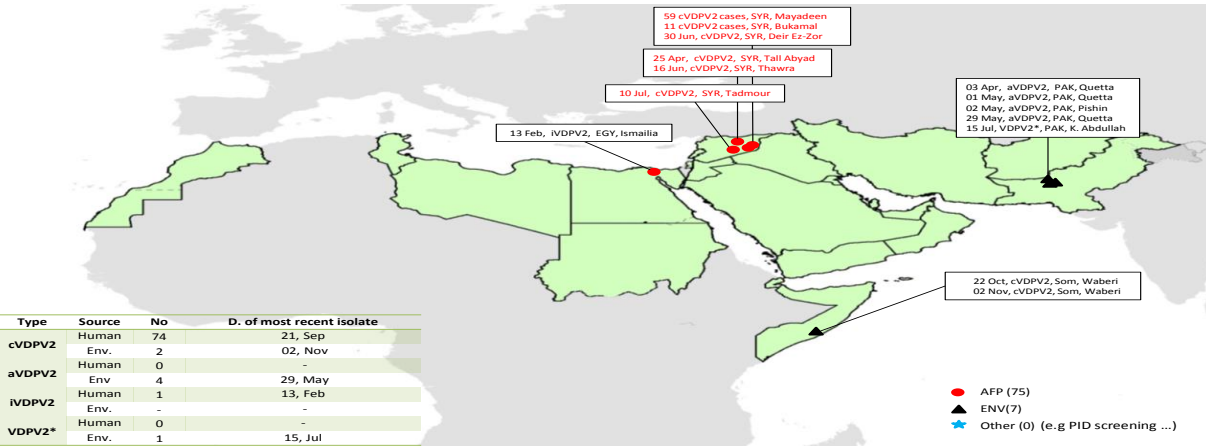 59 cVDPV2 cases, SYR, Mayadeen
11 cVDPV2 cases, SYR, Bukamal
30 Jun, cVDPV2, SYR, Deir Ez-Zor
25 Apr, cVDPV2, SYR, Tall Abyad
16 Jun, cVDPV2, SYR, Thawra
10 Jul, cVDPV2, SYR, Tadmour
13 Feb, iVDPV2, EGY, Ismailia
03 Apr, aVDPV2, PAK, Quetta
01 May, aVDPV2, PAK, Quetta
02 May, aVDPV2, PAK, Pishin
29 May, aVDPV2, PAK, Quetta
15 Jul, VDPV2*, PAK, K. Abdullah
22 Oct, cVDPV2, Som, Waberi
02 Nov, cVDPV2, Som, Waberi
Type Source No D. of most recent isolate
cVDPV2 Human 74 21, Sep
Env. 2 02, Nov
aVDPV2 Human 0 -
Env 4 29, May
iVDPV2 Human 1 13, Feb
Env. - -
VDPV2* Human 0 -
Env. 1 15, Jul
AFP (75)
ENV(7)
Other (0) (e.g PID screening ...)